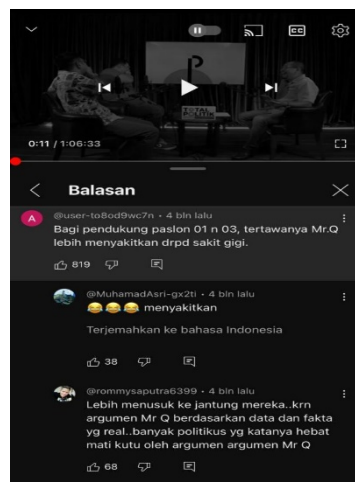 CC
P
TOTAL
POLITIK
0:11 / 1:06:33
Balasan
A
@user-to8od9wc7n • 4 bln lalu
Bagi pendukung paslon 01 n 03, tertawanya Mr.Q
lebih menyakitkan drpd sakit gigi.
819
@MuhamadAsri-gx2ti • 4 bln lalu
😂😂😂 menyakitkan
Terjemahkan ke bahasa Indonesia
38
@rommysaputra6399 • 4 bln lalu
Lebih menusuk ke jantung mereka..krn
argumen Mr Q berdasarkan data dan fakta
yg real..banyak politikus yg katanya hebat
mati kutu oleh argumen argumen Mr Q
68